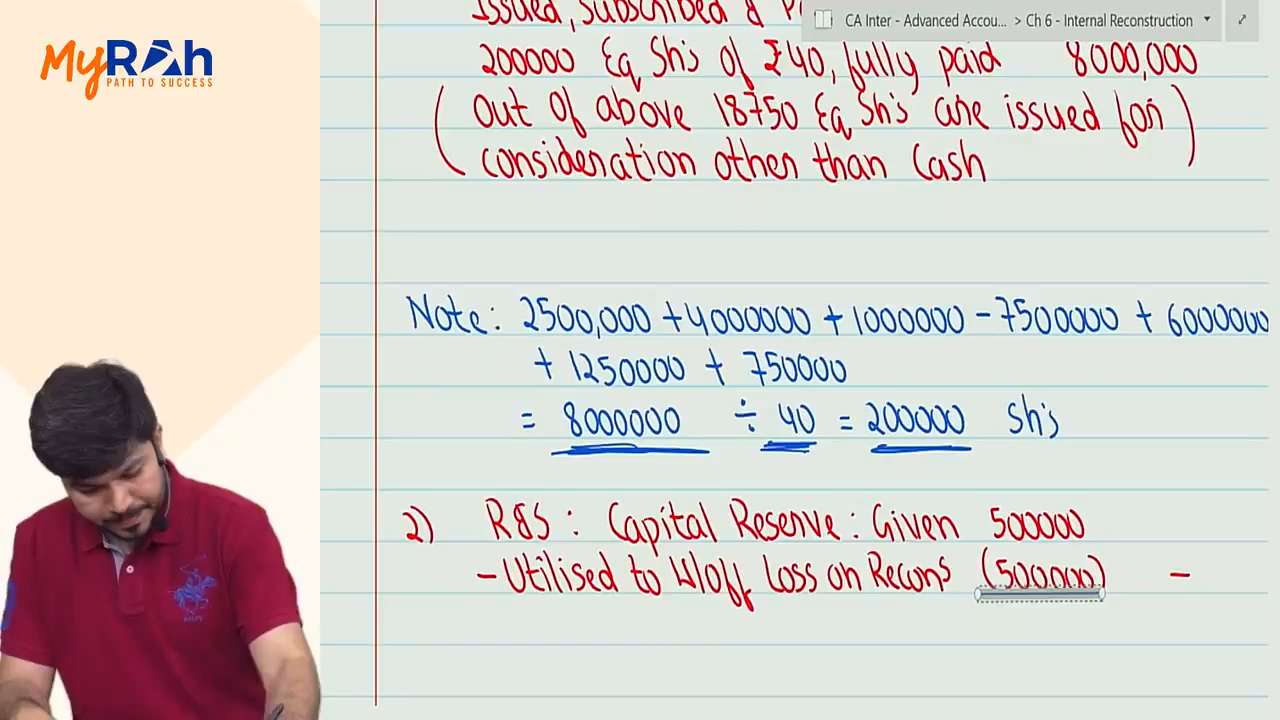 MyRAh
PATH TO SUCCESS
CA Inter - Advanced Accou... > Ch 6 - Internal Reconstruction
Issued, Subscribed &
200000 Eq Sh's of ₹40, fully paid 8000,000
(Out of above 18750 Eq Sh's are issued for
consideration other than Cash)
Note: 2500,000 + 4000000 + 1000000 - 7500000 + 6000000
+ 1250000 + 750000
= 8000000 ÷ 40 = 200000 Sh's
2) R&S : Capital Reserve : Given 500000
- Utilised to W/off Loss on Recons (500000) -